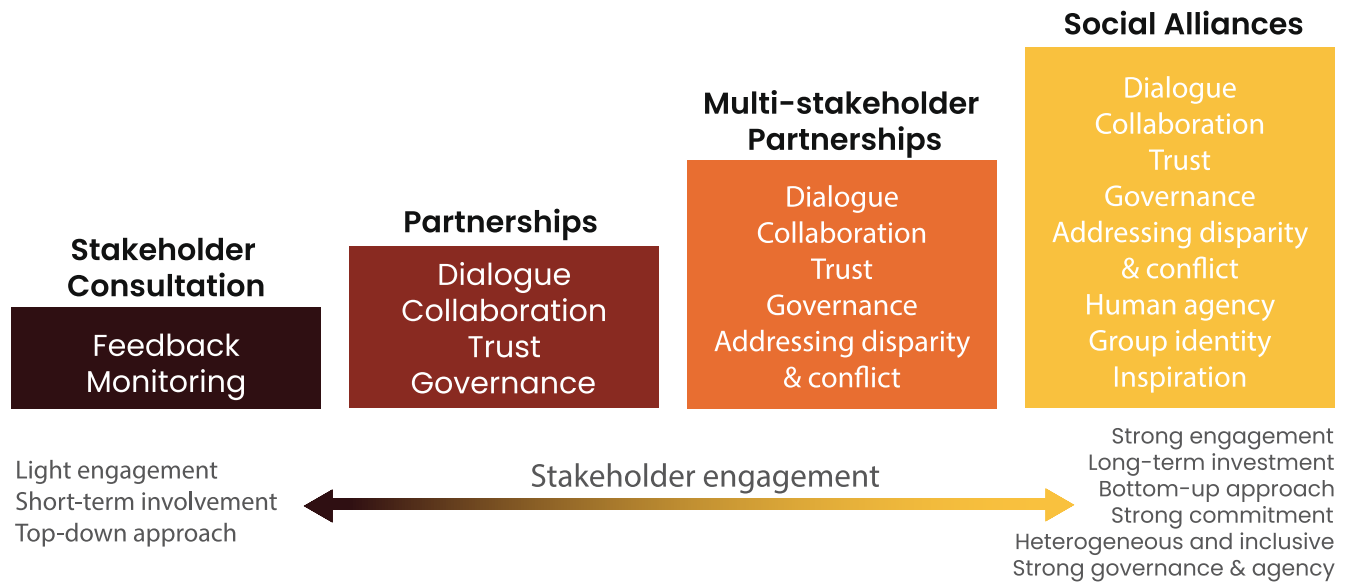 Stakeholder
Consultation
Feedback
Monitoring
Partnerships
Dialogue
Collaboration
Trust
Governance
Multi-stakeholder
Partnerships
Dialogue
Collaboration
Trust
Governance
Addressing disparity
& conflict
Social Alliances
Dialogue
Collaboration
Trust
Governance
Addressing disparity
& conflict
Human agency
Group identity
Inspiration
Light engagement
Short-term involvement
Top-down approach
Stakeholder engagement
Strong engagement
Long-term investment
Bottom-up approach
Strong commitment
Heterogeneous and inclusive
Strong governance & agency